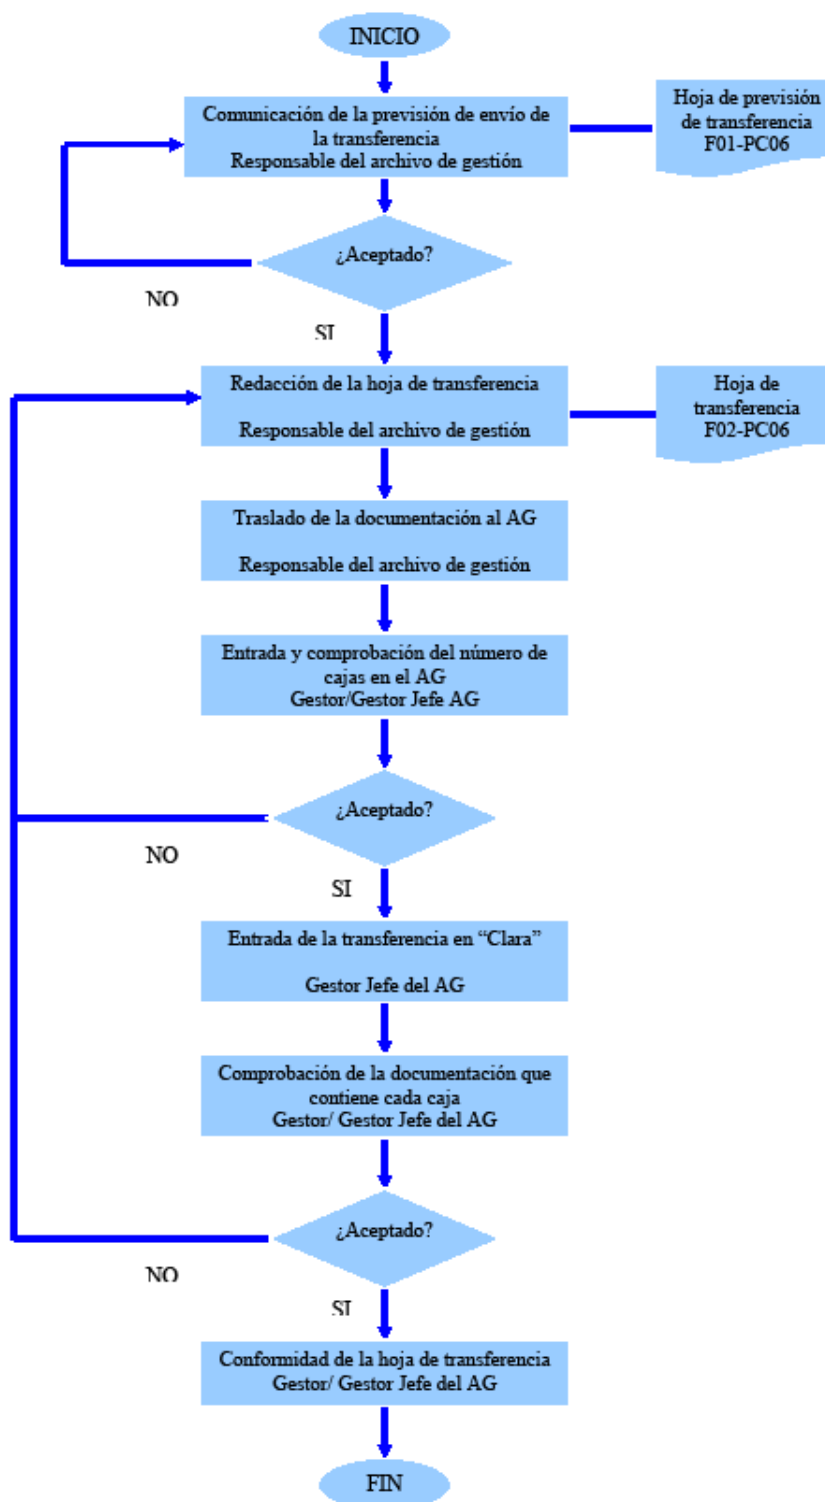 INICIO
Comunicación de la previsión de envío de
la transferencia
Responsable del archivo de gestión
Hoja de previsión
de transferencia
F01-PC06
¿Aceptado?
NO
SI
Redacción de la hoja de transferencia
Responsable del archivo de gestión
Hoja de
transferencia
F02-PC06
Traslado de la documentación al AG
Responsable del archivo de gestión
Entrada y comprobación del número de
cajas en el AG
Gestor/Gestor Jefe AG
¿Aceptado?
NO
SI
Entrada de la transferencia en “Clara”
Gestor Jefe del AG
Comprobación de la documentación que
contiene cada caja
Gestor/ Gestor Jefe del AG
¿Aceptado?
NO
SI
Conformidad de la hoja de transferencia
Gestor/ Gestor Jefe del AG
FIN